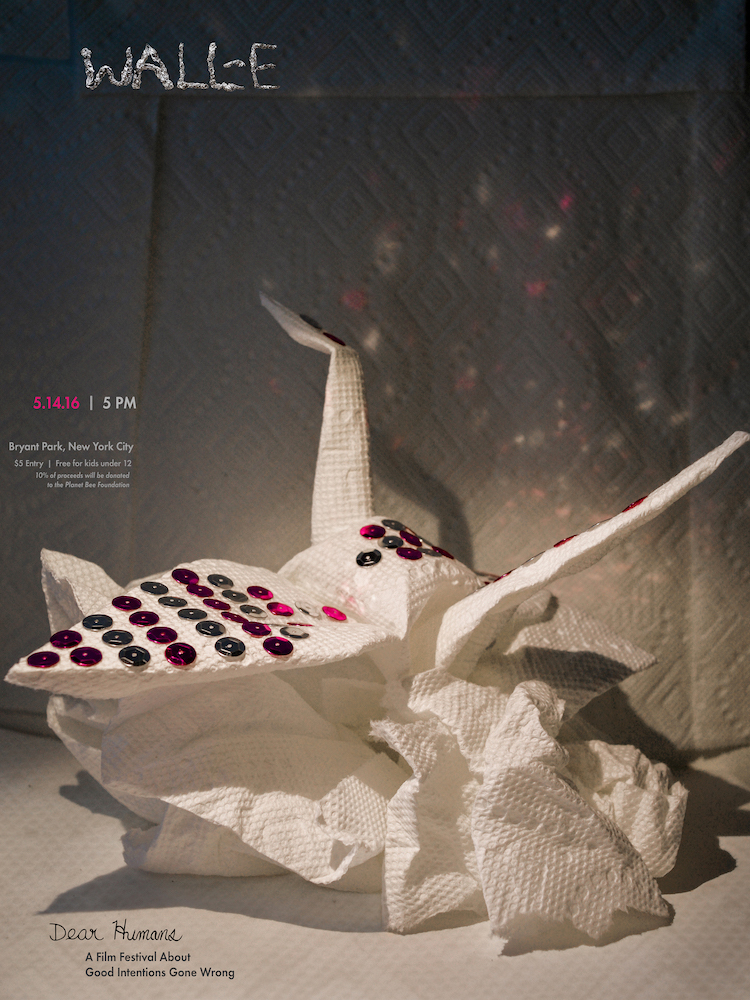 WALL-E
5.14.16 | 5 PM
Bryant Park, New York City
$5 Entry | Free for kids under 12
10% of proceeds will be donated
to the Planet Bee Foundation
Dear Humans
A Film Festival About
Good Intentions Gone Wrong